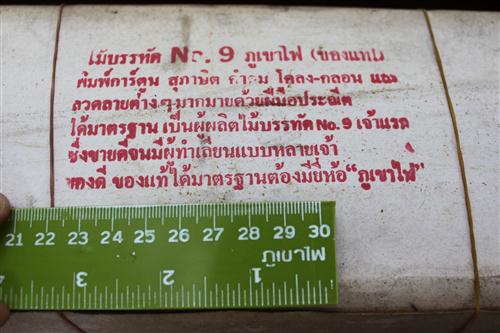 ไม้บรรทัด No. 9 ภูเขาไฟ (ของแท้)
พิมพ์การ์ตูน สุภาษิต คำคม โคลง-กลอน และ
ลวดลายต่างๆมากมายด้วยฝีมือประณีต
ได้มาตรฐาน เป็นผู้ผลิตไม้บรรทัด No. 9 เจ้าแรก
ซึ่งขายดีจนมีผู้ทำเลียนแบบหลายเจ้า
ของดี ของแท้ได้มาตรฐานต้องมียี่ห้อ "ภูเขาไฟ"
21 22 23 24 25 26 27 28 29 30
ภูเขาไฟ
3 2 1